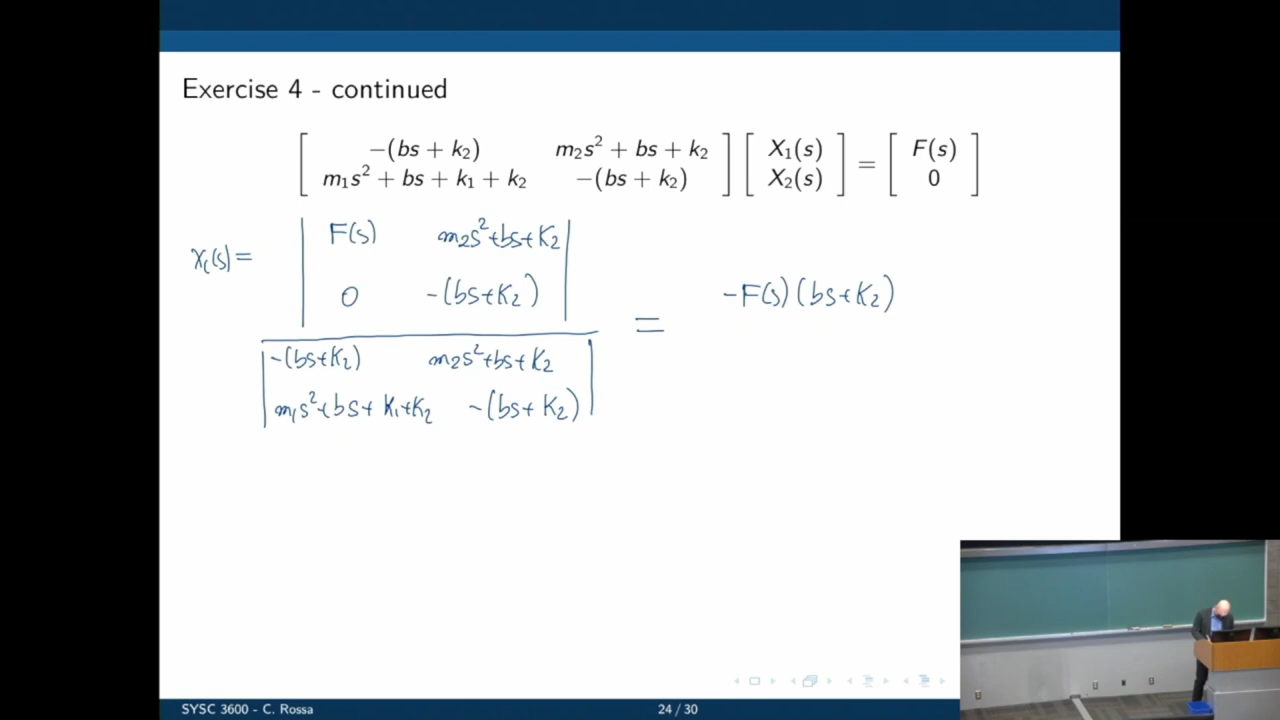 Exercise 4 - continued
[ −(bs + k₂) m₂s² + bs + k₂ ] [ X₁(s) ] = [ F(s) ]
[ m₁s² + bs + k₁ + k₂ −(bs + k₂) ] [ X₂(s) ] [ 0 ]
| F(s) m₂s²+bs+K₂ |
X₁(s) =
| 0 -(bs+K₂) | = -F(s)(bs+K₂)
| -(bs+K₂) m₂s²+bs+K₂ |
| m₁s²+bs+K₁+K₂ -(bs+K₂) |
SYSC 3600 - C. Rossa
24 / 30